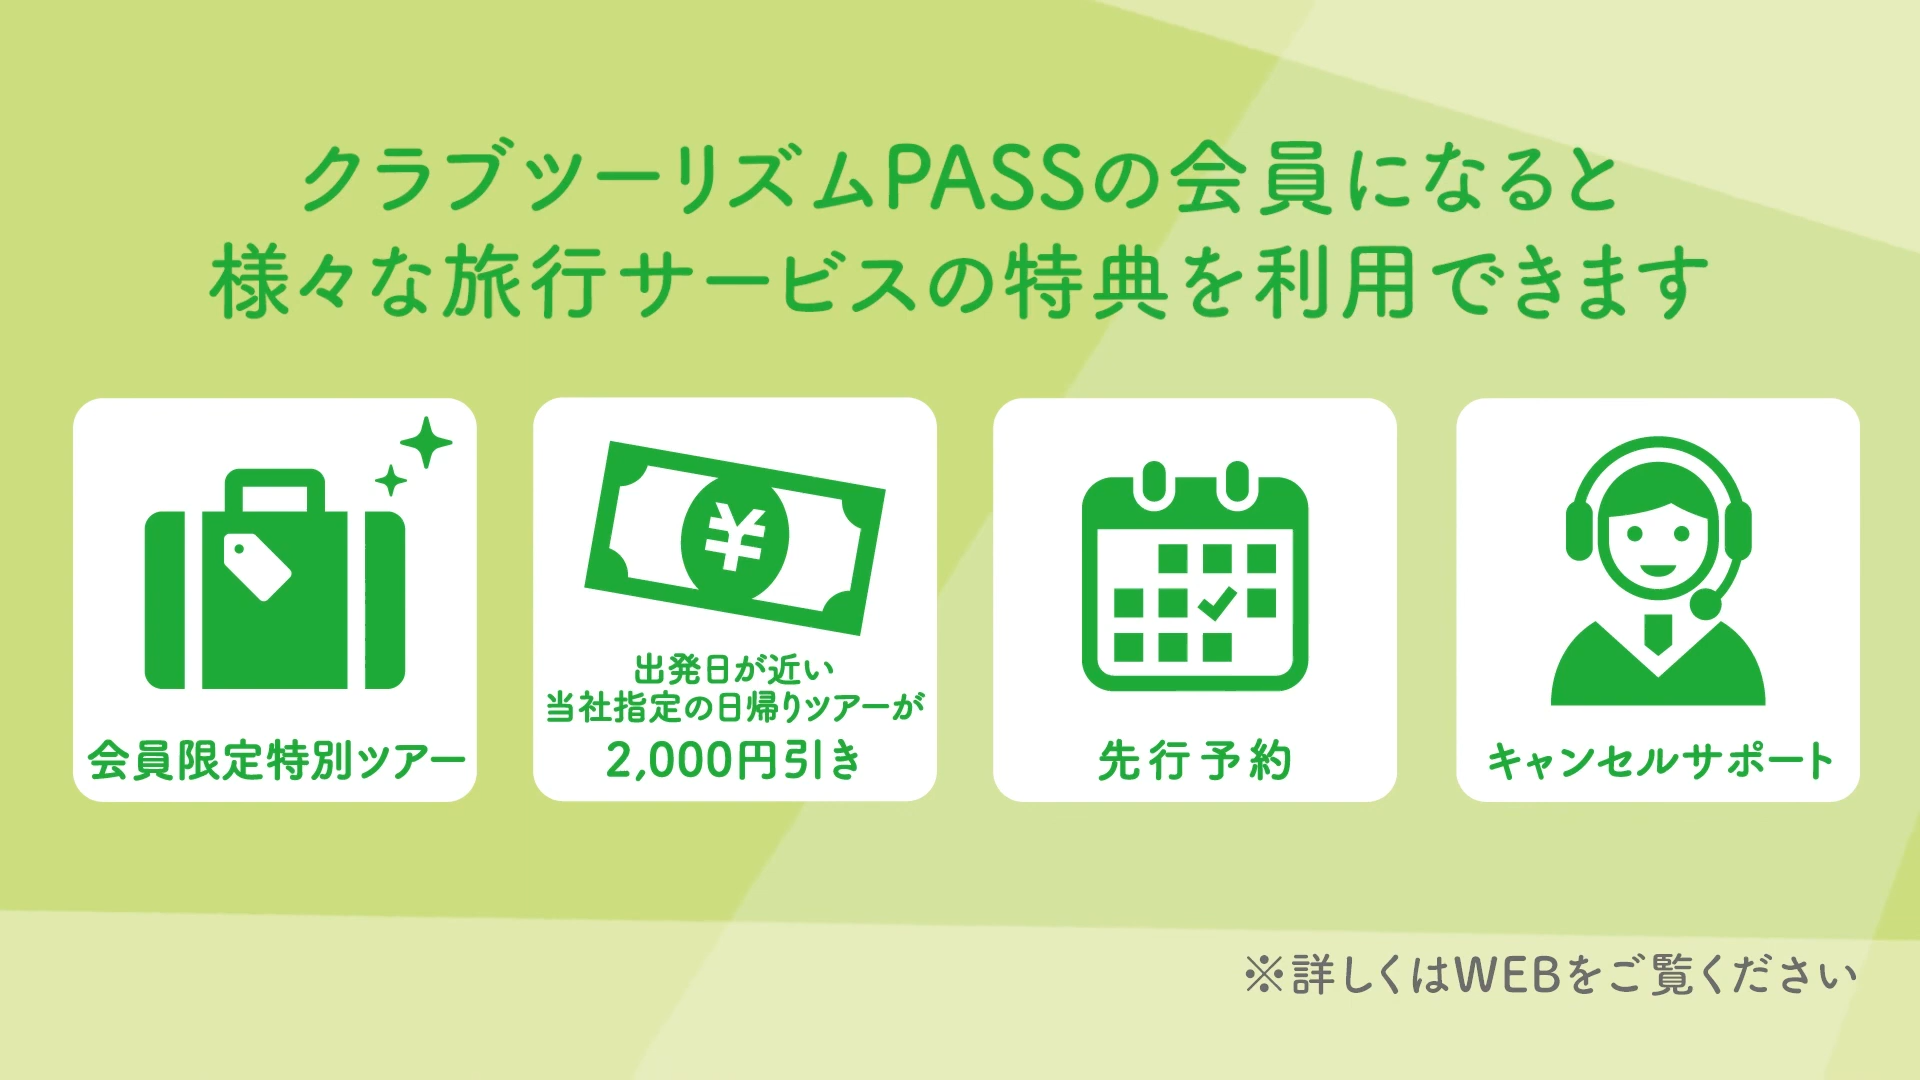 クラブツーリズムPASSの会員になると
様々な旅行サービスの特典を利用できます
会員限定特別ツアー
¥
出発日が近い
当社指定の日帰りツアーが
2,000円引き
先行予約
キャンセルサポート
※詳しくはWEBをご覧ください